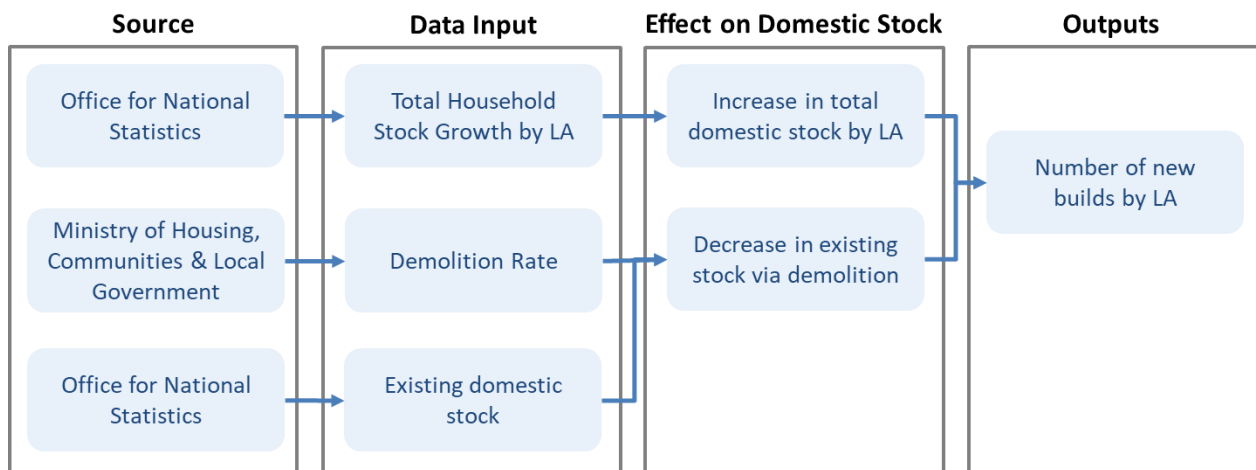 Source
Data Input
Effect on Domestic Stock
Outputs
Office for National
Statistics
Total Household
Stock Growth by LA
Increase in total
domestic stock by LA
Number of new
builds by LA
Ministry of Housing,
Communities & Local
Government
Demolition Rate
Decrease in existing
stock via demolition
Office for National
Statistics
Existing domestic
stock